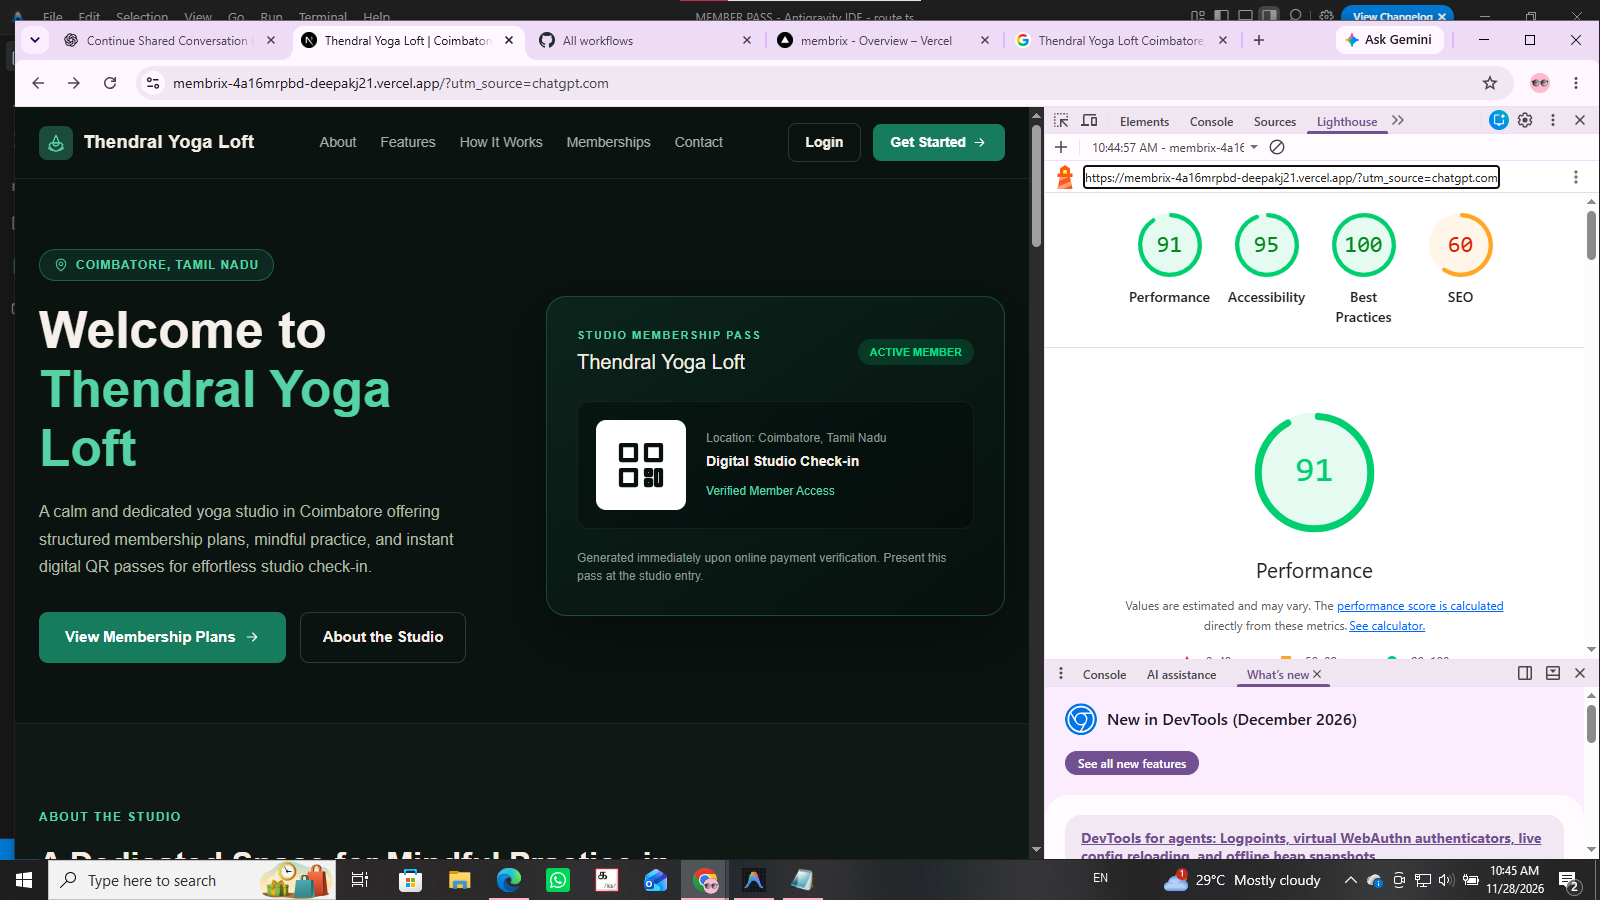 File Edit Selection View Go Run Terminal Help
MEMBER PASS - Antigravity IDE - route.ts
View Changelog
Continue Shared Conversation
Thendral Yoga Loft | Coimbator
All workflows
membrix - Overview – Vercel
Thendral Yoga Loft Coimbatore
Ask Gemini
membrix-4a16mrpbd-deepakj21.vercel.app/?utm_source=chatgpt.com
Thendral Yoga Loft
About
Features
How It Works
Memberships
Contact
Login
Get Started →
COIMBATORE, TAMIL NADU
Welcome to
Thendral Yoga
Loft
A calm and dedicated yoga studio in Coimbatore offering
structured membership plans, mindful practice, and instant
digital QR passes for effortless studio check-in.
View Membership Plans →
About the Studio
STUDIO MEMBERSHIP PASS
Thendral Yoga Loft
ACTIVE MEMBER
Location: Coimbatore, Tamil Nadu
Digital Studio Check-in
Verified Member Access
Generated immediately upon online payment verification. Present this
pass at the studio entry.
ABOUT THE STUDIO
A Dedicated Space for Mindful Practice in
Elements
Console
Sources
Lighthouse
10:44:57 AM - membrix-4a16
https://membrix-4a16mrpbd-deepakj21.vercel.app/?utm_source=chatgpt.com
91
95
100
60
Performance
Accessibility
Best
Practices
SEO
91
Performance
Values are estimated and may vary. The performance score is calculated
directly from these metrics. See calculator.
Console
AI assistance
What's new
New in DevTools (December 2026)
See all new features
DevTools for agents: Logpoints, virtual WebAuthn authenticators, live
config reloading, and offline heap snapshots
Type here to search
EN
1
29°C Mostly cloudy
10:45 AM
11/28/2026
2